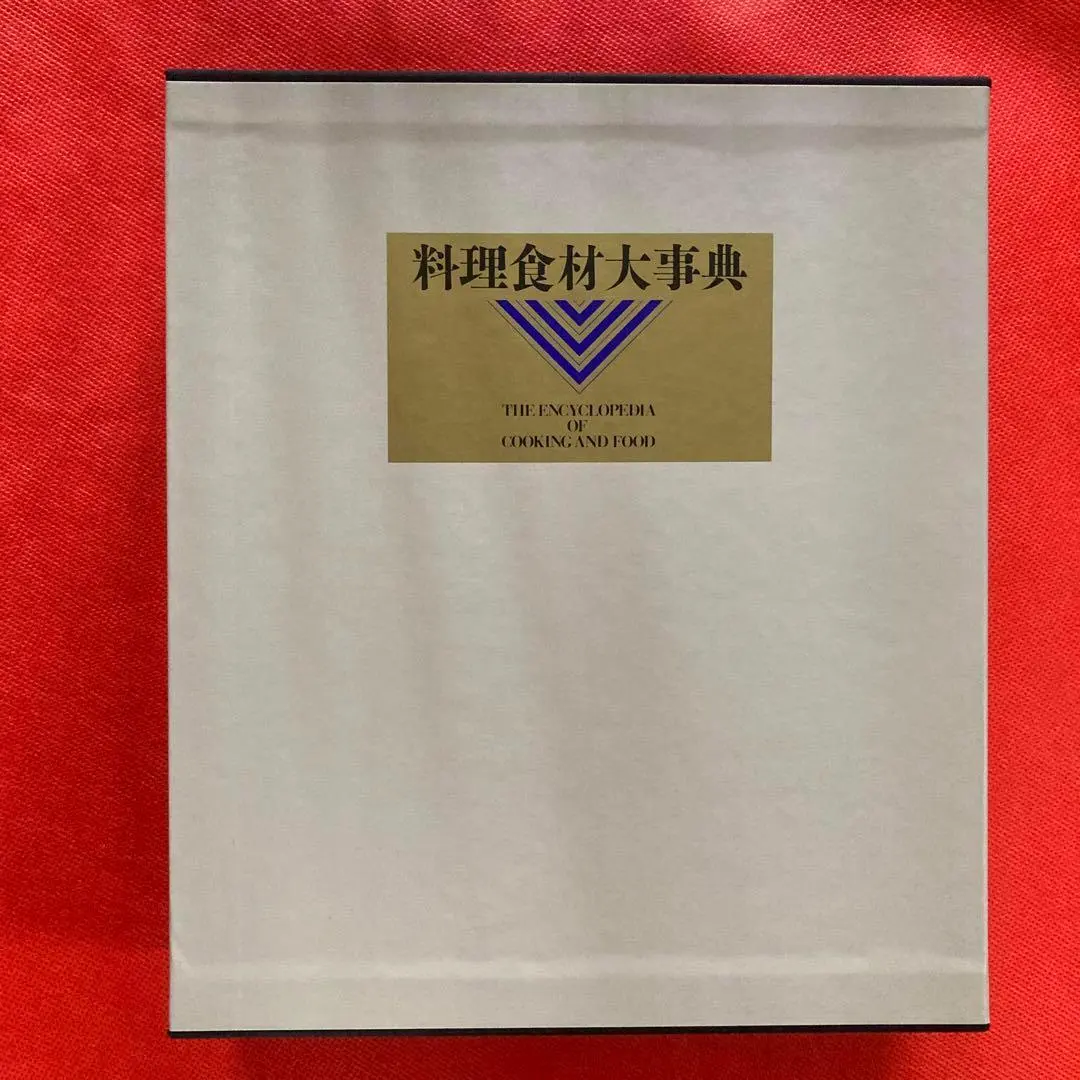 料理食材大事典
THE ENCYCLOPEDIA
OF
COOKING AND FOOD